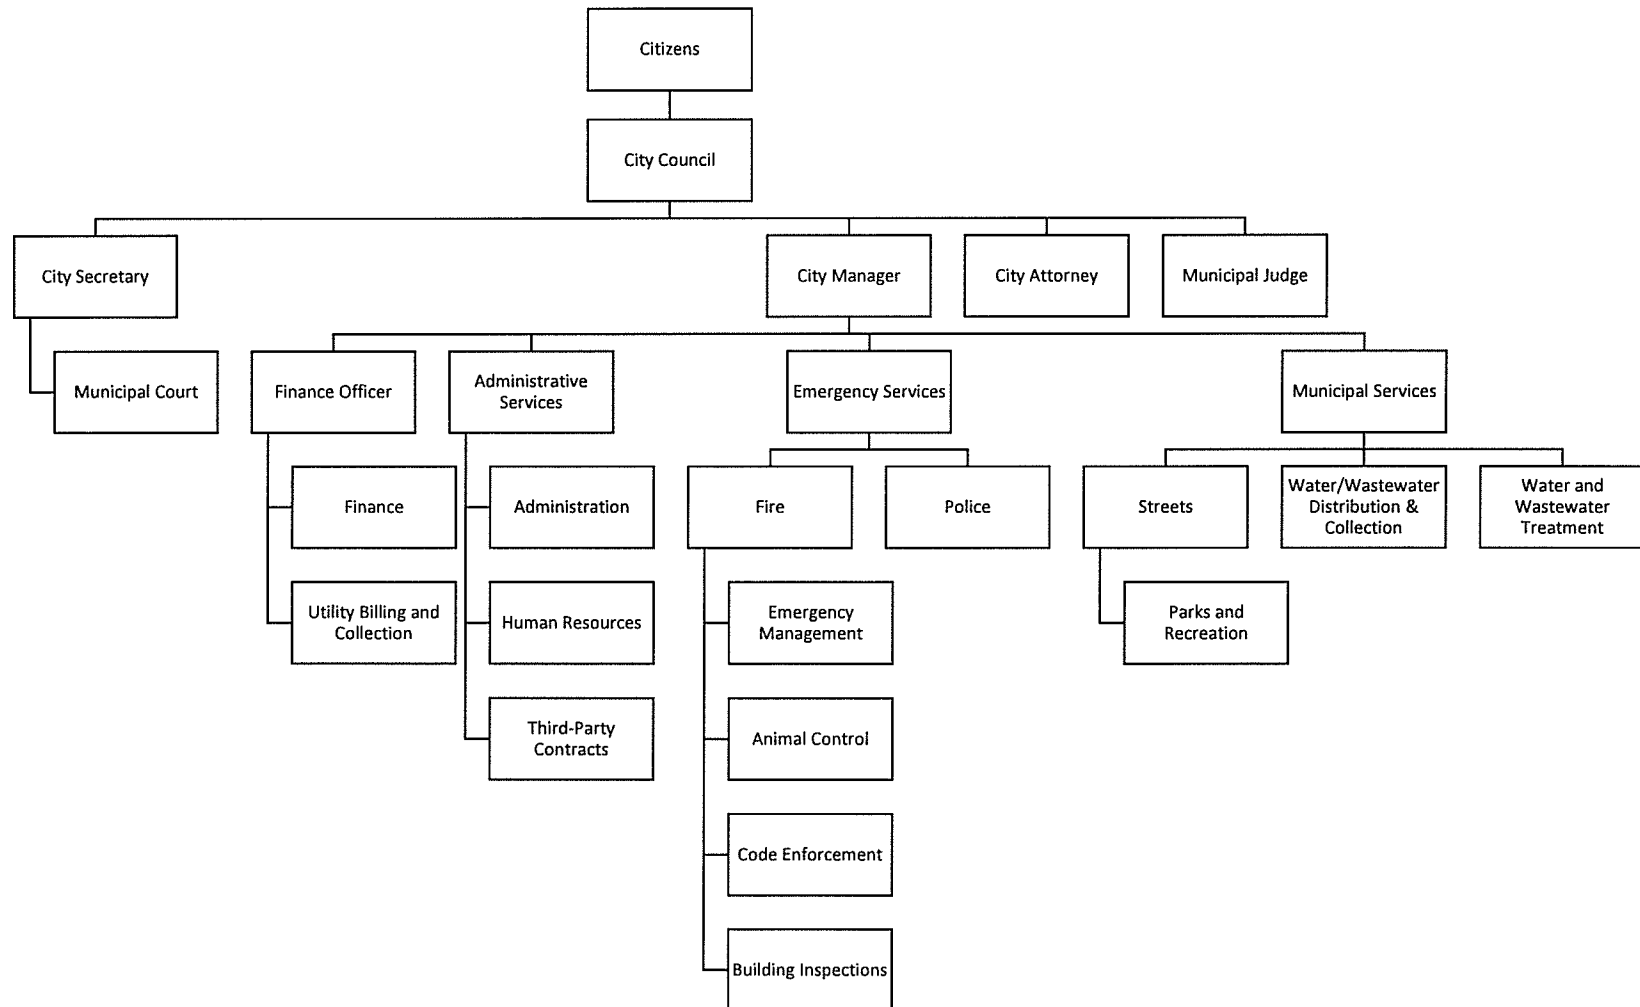 Citizens
City Council
City Secretary
City Manager
City Attorney
Municipal Judge
Municipal Court
Finance Officer
Administrative
Services
Emergency Services
Municipal Services
Finance
Administration
Fire
Police
Streets
Water/Wastewater
Distribution &
Collection
Water and
Wastewater
Treatment
Utility Billing and
Collection
Human Resources
Emergency
Management
Parks and
Recreation
Third-Party
Contracts
Animal Control
Code Enforcement
Building Inspections